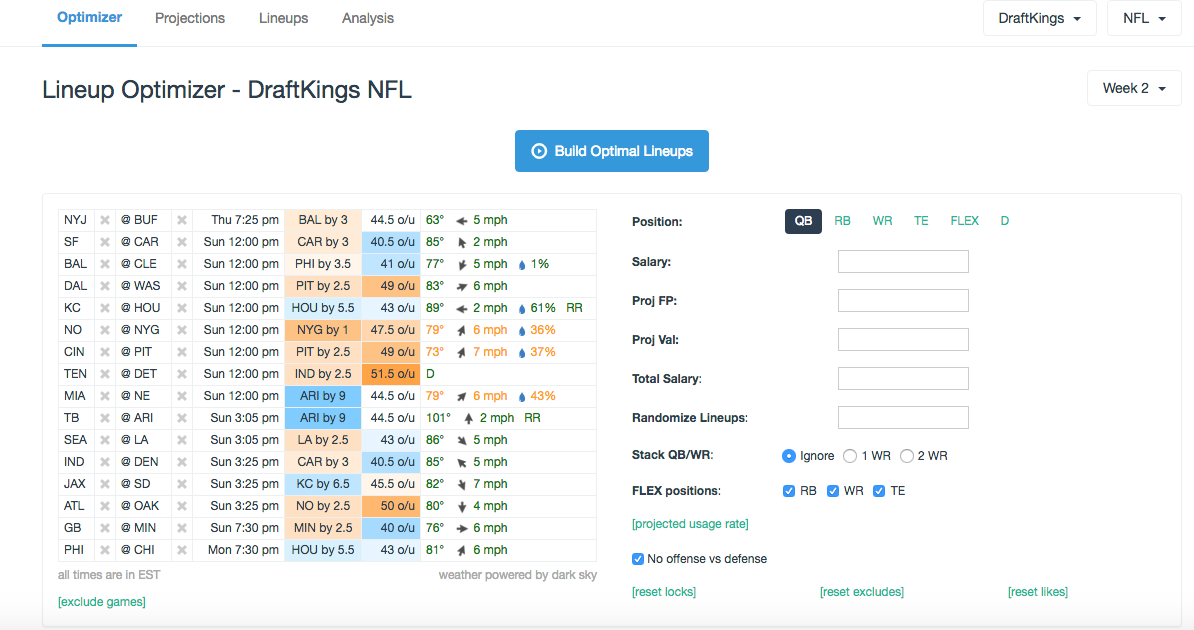 Optimizer Projections Lineups Analysis DraftKings NFL
Lineup Optimizer - DraftKings NFL Week 2
Build Optimal Lineups
NYJ @ BUF Thu 7:25 pm BAL by 3 44.5 o/u 63° 5 mph
SF @ CAR Sun 12:00 pm CAR by 3 40.5 o/u 85° 2 mph
BAL @ CLE Sun 12:00 pm PHI by 3.5 41 o/u 77° 5 mph 1%
DAL @ WAS Sun 12:00 pm PIT by 2.5 49 o/u 83° 6 mph
KC @ HOU Sun 12:00 pm HOU by 5.5 43 o/u 89° 2 mph 61% RR
NO @ NYG Sun 12:00 pm NYG by 1 47.5 o/u 79° 6 mph 36%
CIN @ PIT Sun 12:00 pm PIT by 2.5 49 o/u 73° 7 mph 37%
TEN @ DET Sun 12:00 pm IND by 2.5 51.5 o/u D
MIA @ NE Sun 12:00 pm ARI by 9 44.5 o/u 79° 6 mph 43%
TB @ ARI Sun 3:05 pm ARI by 9 44.5 o/u 101° 2 mph RR
SEA @ LA Sun 3:05 pm LA by 2.5 43 o/u 86° 5 mph
IND @ DEN Sun 3:25 pm CAR by 3 40.5 o/u 85° 5 mph
JAX @ SD Sun 3:25 pm KC by 6.5 45.5 o/u 82° 7 mph
ATL @ OAK Sun 3:25 pm NO by 2.5 50 o/u 80° 4 mph
GB @ MIN Sun 7:30 pm MIN by 2.5 40 o/u 76° 6 mph
PHI @ CHI Mon 7:30 pm HOU by 5.5 43 o/u 81° 6 mph
all times are in EST weather powered by dark sky
[exclude games]
Position: QB RB WR TE FLEX D
Salary:
Proj FP:
Proj Val:
Total Salary:
Randomize Lineups:
Stack QB/WR: Ignore 1 WR 2 WR
FLEX positions: RB WR TE
[projected usage rate]
No offense vs defense
[reset locks] [reset excludes] [reset likes]